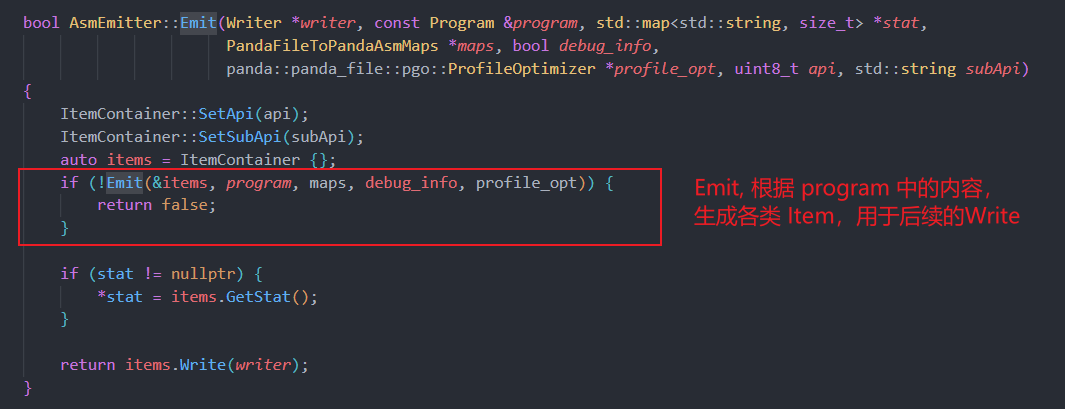 bool AsmEmitter::Emit(Writer *writer, const Program &program, std::map<std::string, size_t> *stat,
PandaFileToPandaAsmMaps *maps, bool debug_info,
panda::panda_file::pgo::ProfileOptimizer *profile_opt, uint8_t api, std::string subApi)
{
ItemContainer::SetApi(api);
ItemContainer::SetSubApi(subApi);
auto items = ItemContainer {};
if (!Emit(&items, program, maps, debug_info, profile_opt)) {
return false;
}
Emit, 根据 program 中的内容，
生成各类 Item，用于后续的Write
if (stat != nullptr) {
*stat = items.GetStat();
}
return items.Write(writer);
}